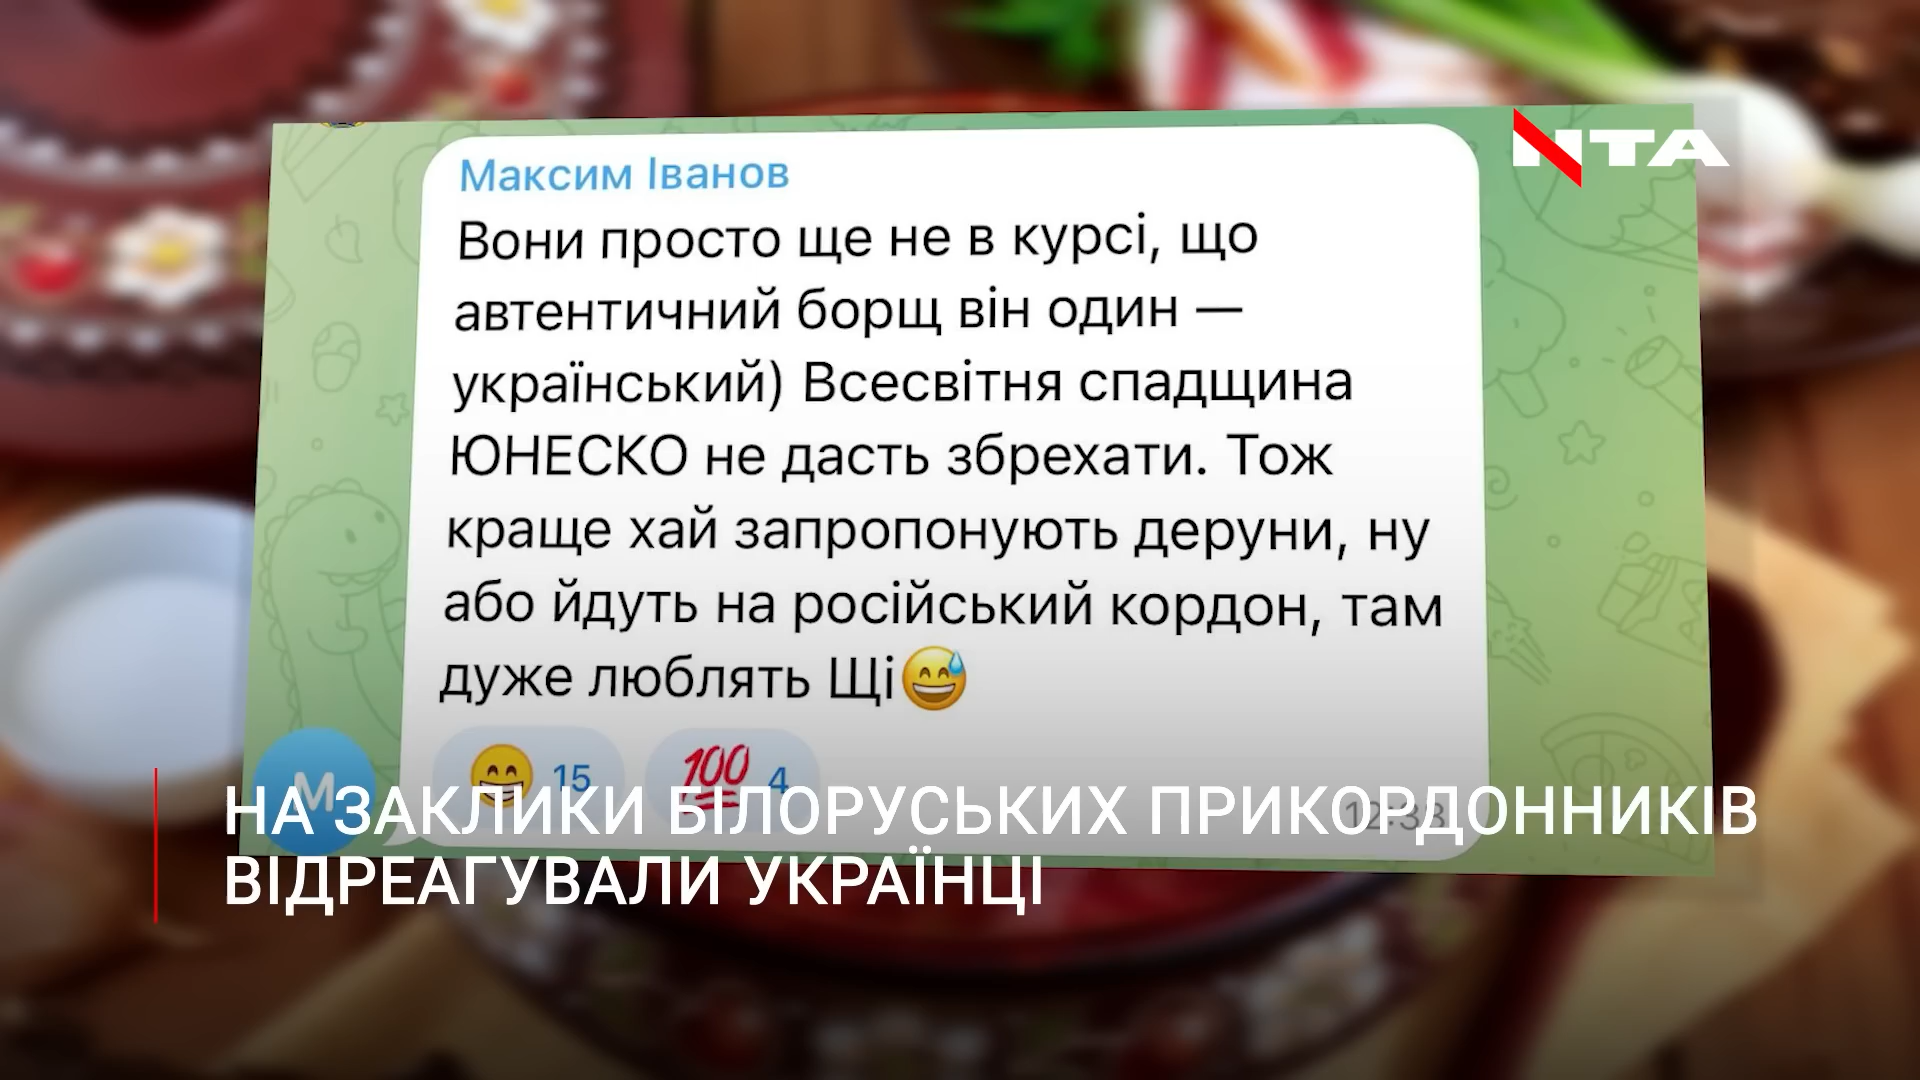 NTA
Максим Іванов
Вони просто ще не в курсі, що
автентичний борщ він один —
український) Всесвітня спадщина
ЮНЕСКО не дасть збрехати. Тож
краще хай запропонують деруни, ну
або йдуть на російський кордон, там
дуже люблять Щі😅
😁 15 💯 4
12:33
М
НА ЗАКЛИКИ БІЛОРУСЬКИХ ПРИКОРДОННИКІВ
ВІДРЕАГУВАЛИ УКРАЇНЦІ